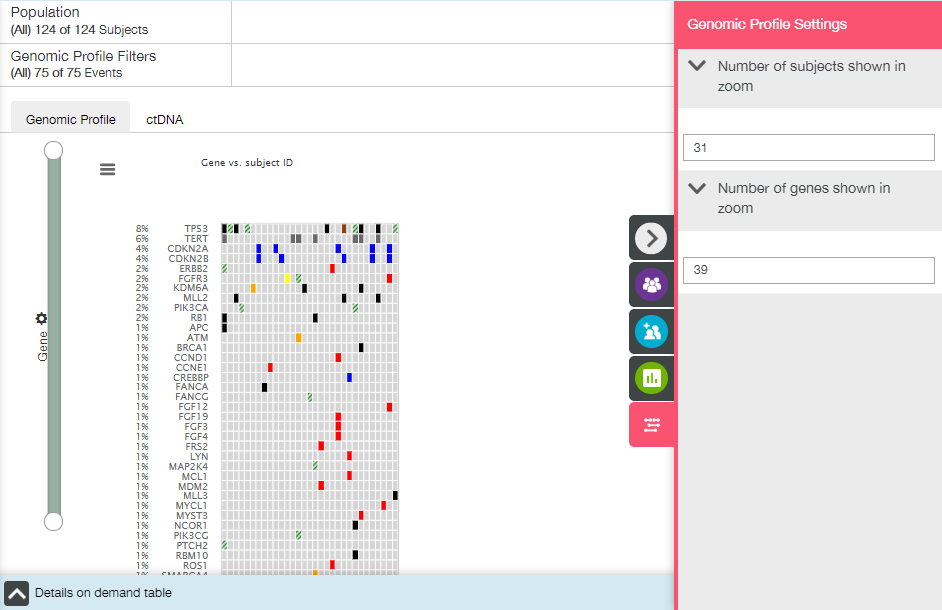 Population
(All) 124 of 124 Subjects
Genomic Profile Filters
(All) 75 of 75 Events
Genomic Profile
ctDNA
Gene vs. subject ID
Gene
8% TP53
6% TERT
4% CDKN2A
4% CDKN2B
2% ERBB2
2% FGFR3
2% KDM6A
2% MLL2
2% PIK3CA
2% RB1
1% APC
1% ATM
1% BRCA1
1% CCND1
1% CCNE1
1% CREBBP
1% FANCA
1% FANCG
1% FGF12
1% FGF19
1% FGF3
1% FGF4
1% FRS2
1% LYN
1% MAP2K4
1% MCL1
1% MDM2
1% MLL3
1% MYCL1
1% MYST3
1% NCOR1
1% PIK3CG
1% PTCH2
1% RBM10
1% ROS1
1% SMARCA4
Details on demand table
Genomic Profile Settings
Number of subjects shown in
zoom
31
Number of genes shown in
zoom
39